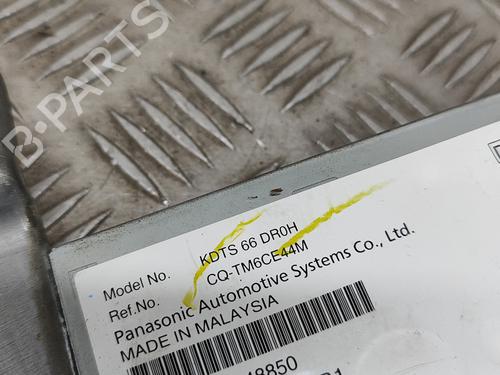 B-PARTS
Model No. KDTS 66 DR0H
Ref.No. CQ-TM6CE44M
Panasonic Automotive Systems Co., Ltd.
MADE IN MALAYSIA